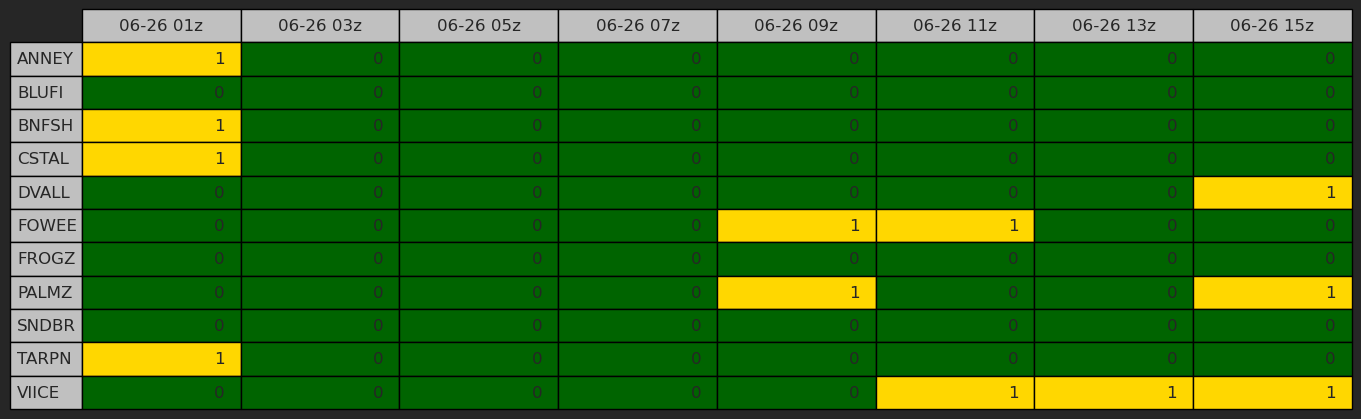 06-26 01z 06-26 03z 06-26 05z 06-26 07z 06-26 09z 06-26 11z 06-26 13z 06-26 15z
ANNEY 1 0 0 0 0 0 0 0
BLUFI 0 0 0 0 0 0 0 0
BNFSH 1 0 0 0 0 0 0 0
CSTAL 1 0 0 0 0 0 0 0
DVALL 0 0 0 0 0 0 0 1
FOWEE 0 0 0 0 1 1 0 0
FROGZ 0 0 0 0 0 0 0 0
PALMZ 0 0 0 0 1 0 0 1
SNDBR 0 0 0 0 0 0 0 0
TARPN 1 0 0 0 0 0 0 0
VIICE 0 0 0 0 0 1 1 1